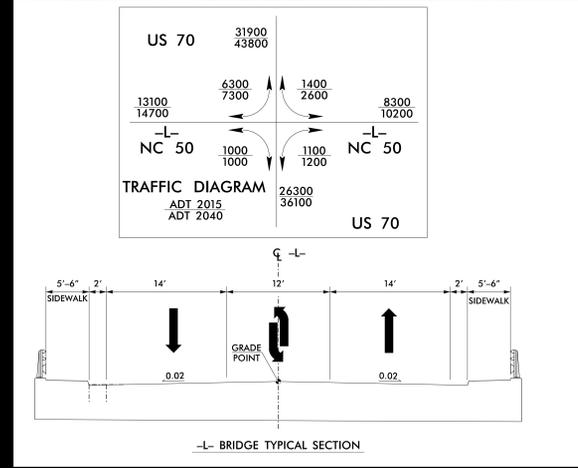 US 70
31900
43800
6300
7300
1400
2600
13100
14700
8300
10200
–L–
NC 50
–L–
NC 50
1000
1000
1100
1200
TRAFFIC DIAGRAM
ADT 2015
ADT 2040
26300
36100
US 70
℄ –L–
5'–6" 2' 14' 12' 14' 2' 5'–6"
SIDEWALK SIDEWALK
GRADE
POINT
0.02 0.02
–L– BRIDGE TYPICAL SECTION